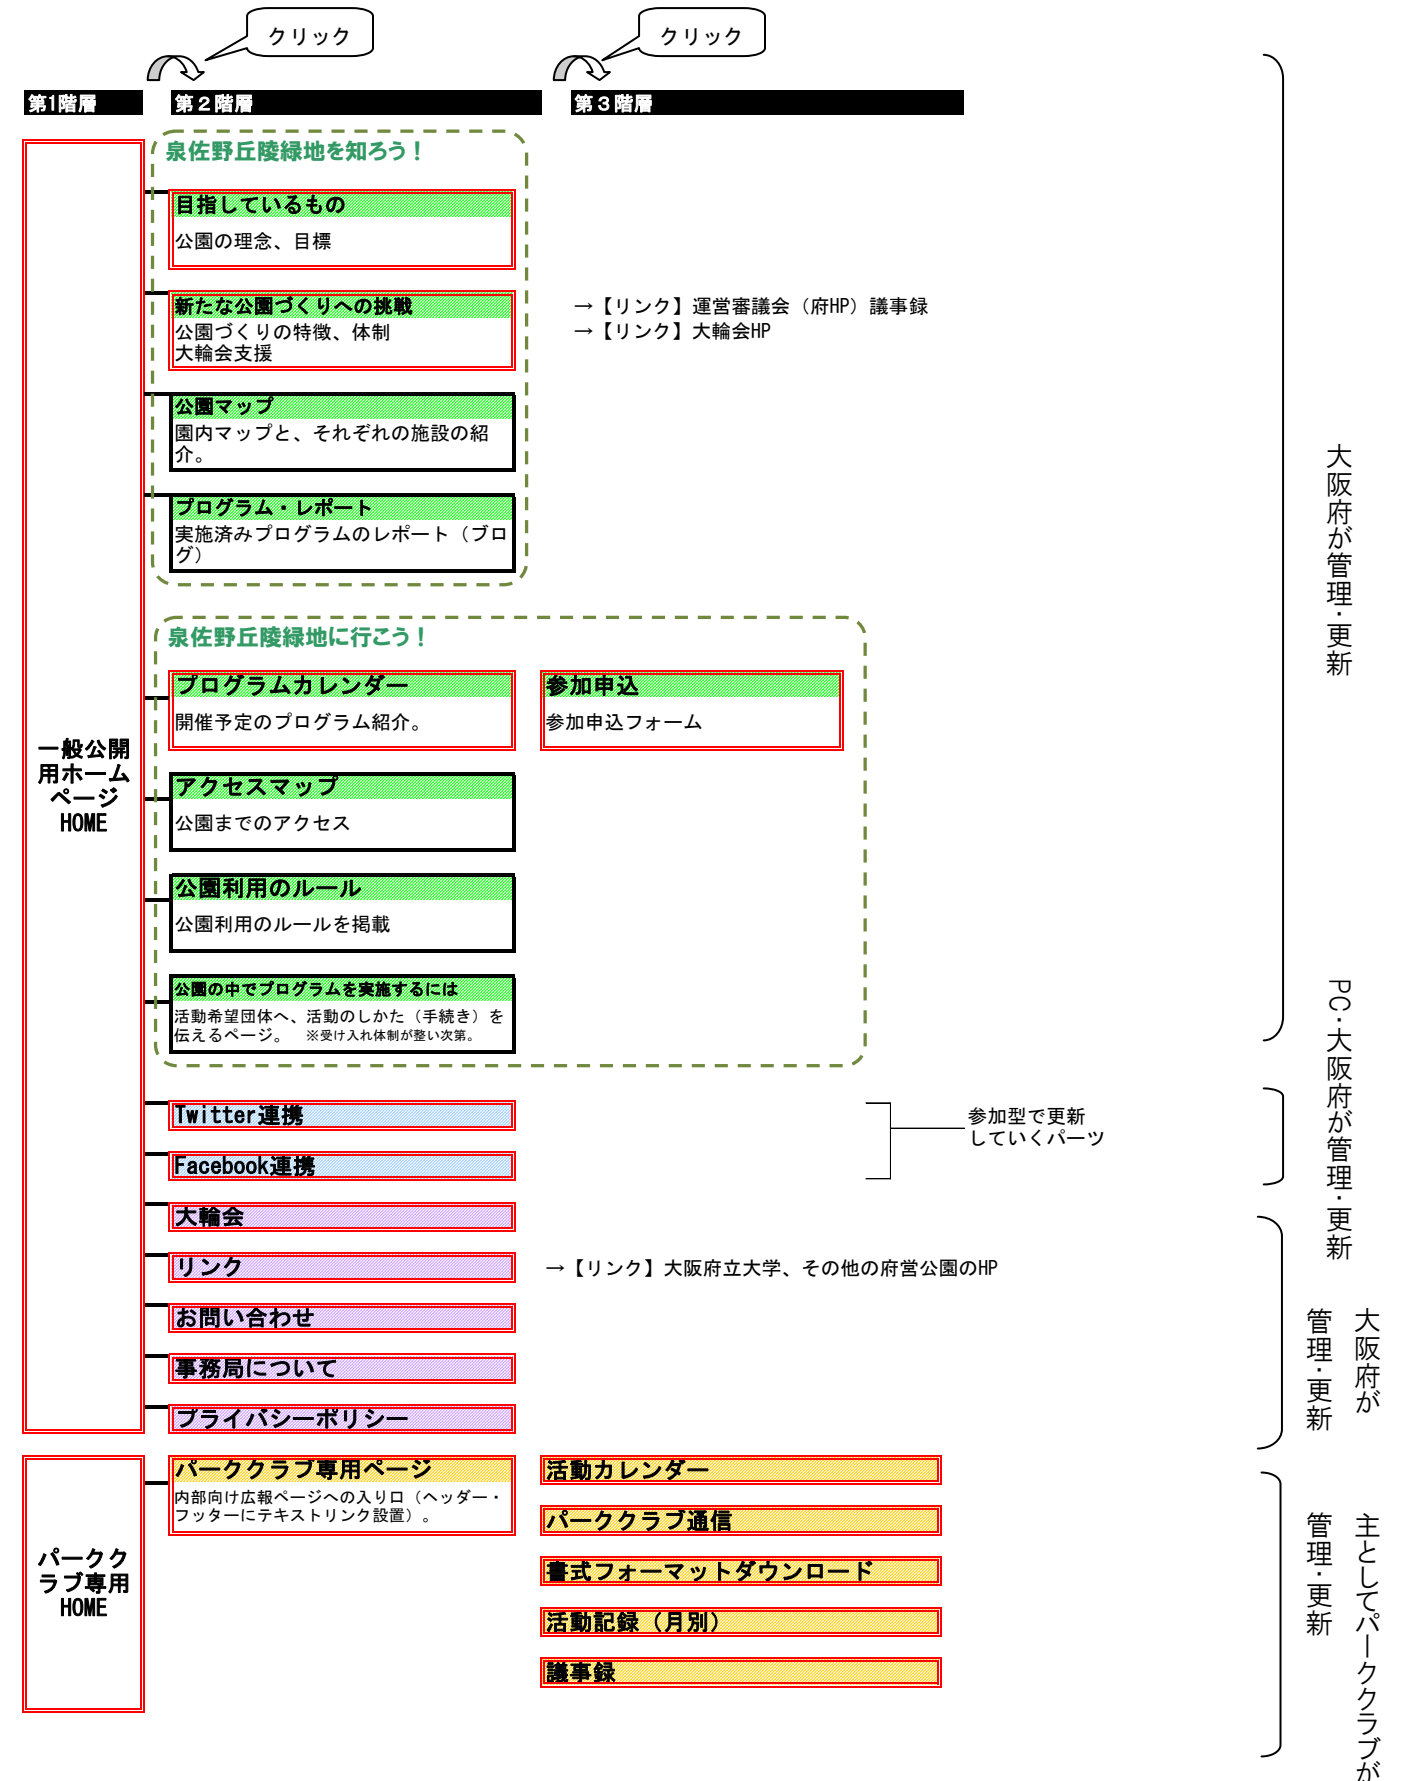 クリック
クリック
第1階層
第２階層
第３階層
泉佐野丘陵緑地を知ろう！
目指しているもの
公園の理念、目標
新たな公園づくりへの挑戦
公園づくりの特徴、体制
大輪会支援
→【リンク】運営審議会（府HP）議事録
→【リンク】大輪会HP
公園マップ
園内マップと、それぞれの施設の紹
介。
プログラム・レポート
実施済みプログラムのレポート（ブロ
グ）
大阪府が管理・更新
泉佐野丘陵緑地に行こう！
プログラムカレンダー
開催予定のプログラム紹介。
参加申込
参加申込フォーム
一般公開
用ホーム
ページ
HOME
アクセスマップ
公園までのアクセス
公園利用のルール
公園利用のルールを掲載
公園の中でプログラムを実施するには
活動希望団体へ、活動のしかた（手続き）を
伝えるページ。　※受け入れ体制が整い次第。
PC・大阪府が管理・更新
Twitter連携
Facebook連携
参加型で更新
していくパーツ
大輪会
リンク
→【リンク】大阪府立大学、その他の府営公園のHP
お問い合わせ
事務局について
プライバシーポリシー
大阪府が
管理・更新
パークク
ラブ専用
HOME
パーククラブ専用ページ
内部向け広報ページへの入り口（ヘッダー・
フッターにテキストリンク設置）。
活動カレンダー
パーククラブ通信
書式フォーマットダウンロード
活動記録（月別）
議事録
主としてパーククラブが
管理・更新